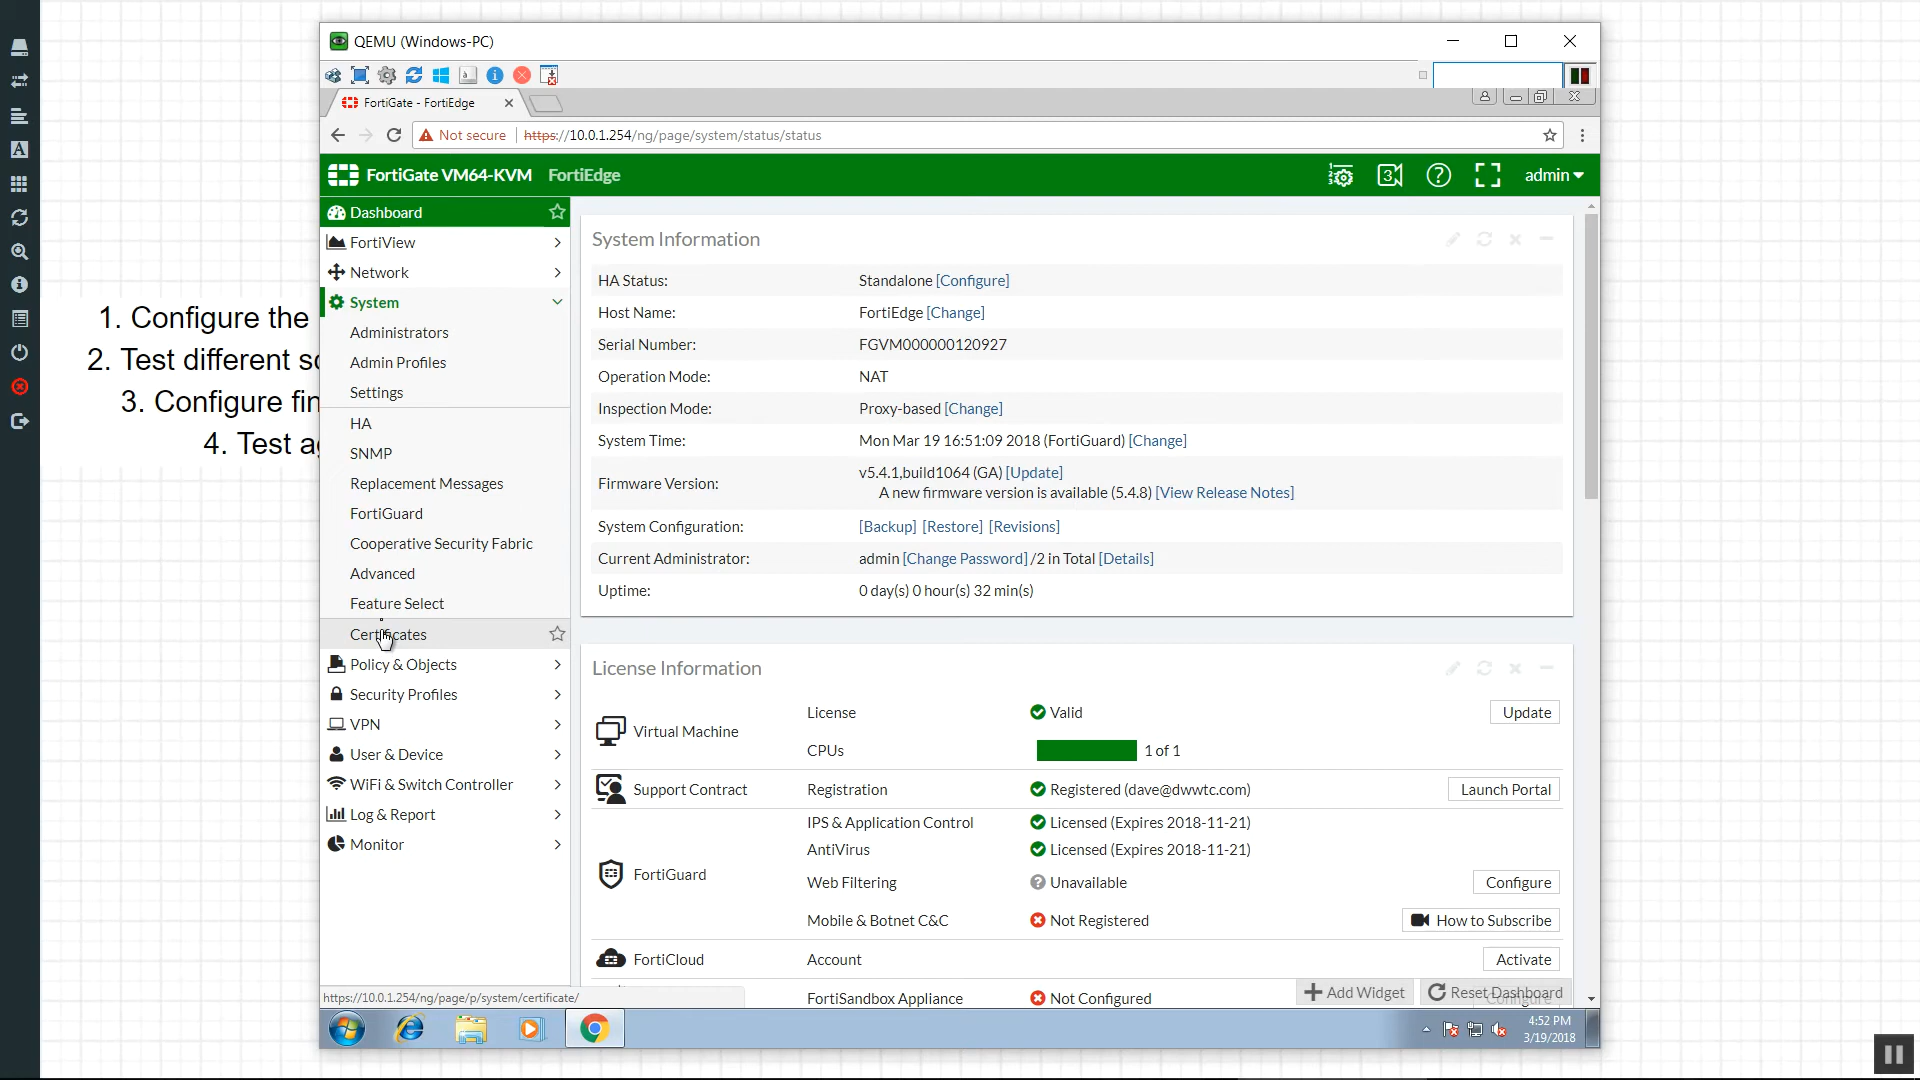 QEMU (Windows-PC)
FortiGate - FortiEdge
Not secure https://10.0.1.254/ng/page/system/status/status
FortiGate VM64-KVM FortiEdge 3 admin
Dashboard
FortiView
Network
System
Administrators
Admin Profiles
Settings
HA
SNMP
Replacement Messages
FortiGuard
Cooperative Security Fabric
Advanced
Feature Select
Certificates
Policy & Objects
Security Profiles
VPN
User & Device
WiFi & Switch Controller
Log & Report
Monitor
1. Configure the
2. Test different
3. Configure
4. Test
System Information
HA Status: Standalone [Configure]
Host Name: FortiEdge [Change]
Serial Number: FGVM000000120927
Operation Mode: NAT
Inspection Mode: Proxy-based [Change]
System Time: Mon Mar 19 16:51:09 2018 (FortiGuard) [Change]
Firmware Version: v5.4.1,build1064 (GA) [Update]
A new firmware version is available (5.4.8) [View Release Notes]
System Configuration: [Backup] [Restore] [Revisions]
Current Administrator: admin [Change Password] /2 in Total [Details]
Uptime: 0 day(s) 0 hour(s) 32 min(s)
License Information
Virtual Machine
License Valid Update
CPUs 1 of 1
Support Contract Registration Registered (dave@dwwtc.com) Launch Portal
FortiGuard
IPS & Application Control Licensed (Expires 2018-11-21)
AntiVirus Licensed (Expires 2018-11-21)
Web Filtering Unavailable Configure
Mobile & Botnet C&C Not Registered How to Subscribe
FortiCloud Account Activate
FortiSandbox Appliance Not Configured
Add Widget Reset Dashboard
https://10.0.1.254/ng/page/p/system/certificate/
4:52 PM
3/19/2018